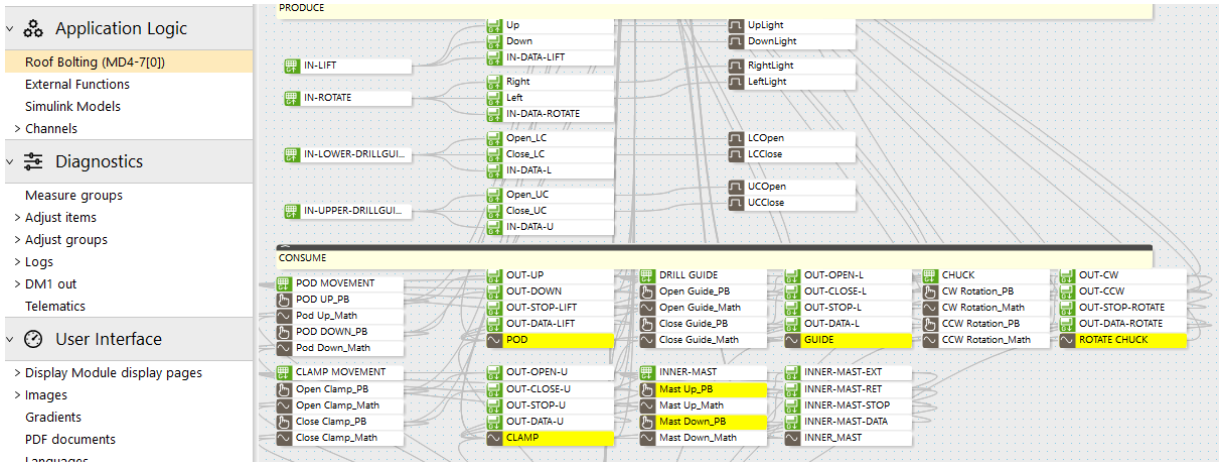 Application Logic
Roof Bolting (MD4-7[0])
External Functions
Simulink Models
> Channels
Diagnostics
Measure groups
> Adjust items
> Adjust groups
> Logs
> DM1 out
Telematics
User Interface
> Display Module display pages
> Images
Gradients
PDF documents
Languages
PRODUCE
IN-LIFT
IN-ROTATE
IN-LOWER-DRILLGUI...
IN-UPPER-DRILLGUI...
Up
Down
IN-DATA-LIFT
Right
Left
IN-DATA-ROTATE
Open_LC
Close_LC
IN-DATA-L
Open_UC
Close_UC
IN-DATA-U
UpLight
DownLight
RightLight
LeftLight
LCOpen
LCClose
UCOpen
UCClose
CONSUME
POD MOVEMENT
POD UP_PB
Pod Up_Math
POD DOWN_PB
Pod Down_Math
OUT-UP
OUT-DOWN
OUT-STOP-LIFT
OUT-DATA-LIFT
POD
DRILL GUIDE
Open Guide_PB
Open Guide_Math
Close Guide_PB
Close Guide_Math
OUT-OPEN-L
OUT-CLOSE-L
OUT-STOP-L
OUT-DATA-L
GUIDE
CHUCK
CW Rotation_PB
CW Rotation_Math
CCW Rotation_PB
CCW Rotation_Math
OUT-CW
OUT-CCW
OUT-STOP-ROTATE
OUT-DATA-ROTATE
ROTATE CHUCK
CLAMP MOVEMENT
Open Clamp_PB
Open Clamp_Math
Close Clamp_PB
Close Clamp_Math
OUT-OPEN-U
OUT-CLOSE-U
OUT-STOP-U
OUT-DATA-U
CLAMP
INNER-MAST
Mast Up_PB
Mast Up_Math
Mast Down_PB
Mast Down_Math
INNER-MAST-EXT
INNER-MAST-RET
INNER-MAST-STOP
INNER-MAST-DATA
INNER_MAST